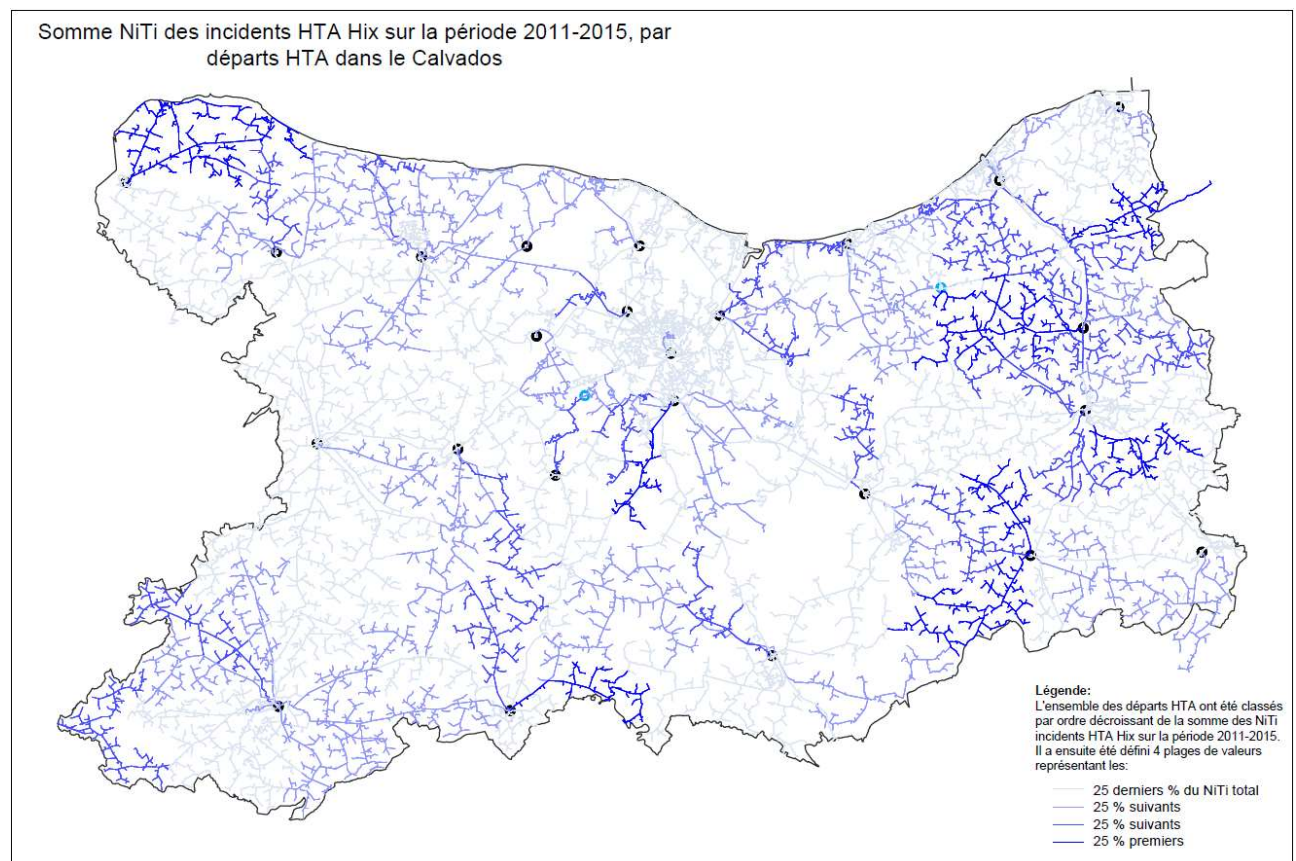 Somme NiTi des incidents HTA Hix sur la période 2011-2015, par
départs HTA dans le Calvados
Légende:
L'ensemble des départs HTA ont été classés
par ordre décroissant de la somme des NiTi
incidents HTA Hix sur la période 2011-2015.
Il a ensuite été défini 4 plages de valeurs
représentant les:
25 derniers % du NiTi total
25 % suivants
25 % suivants
25 % premiers